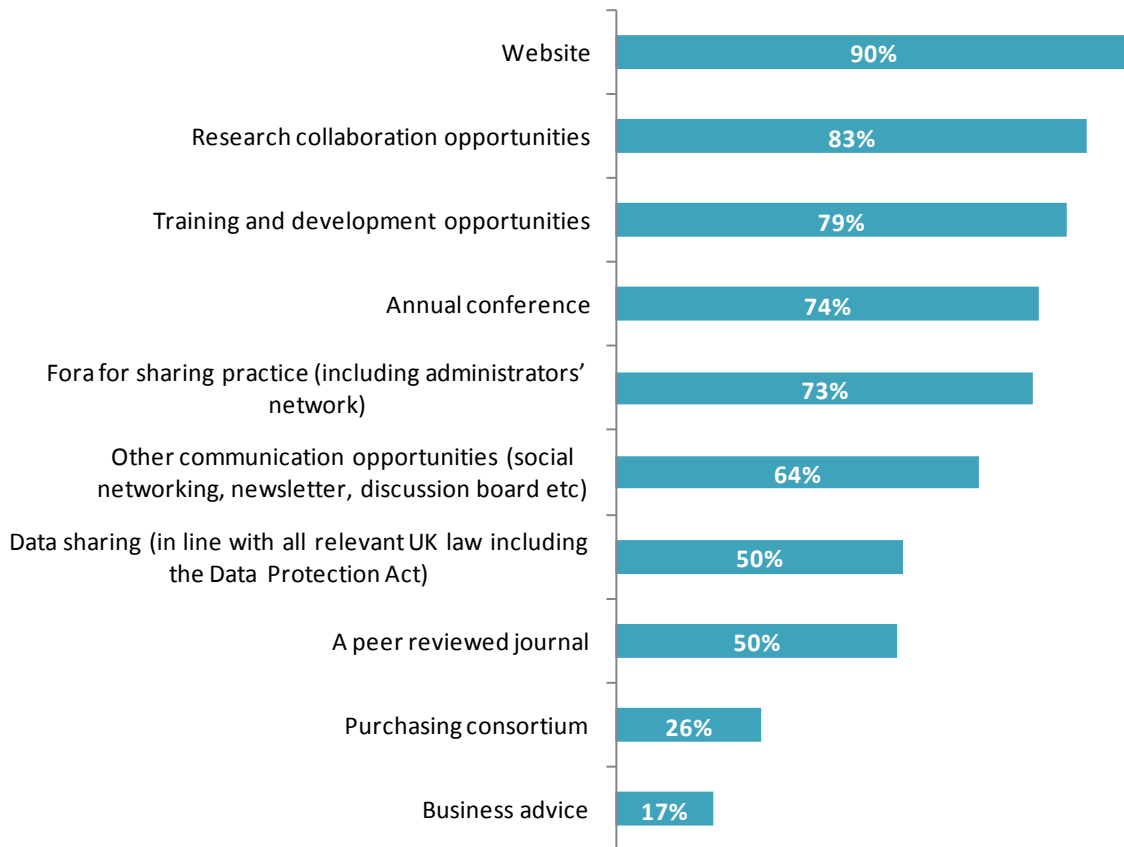 Website
90%
Research collaboration opportunities
83%
Training and development opportunities
79%
Annual conference
74%
Fora for sharing practice (including administrators’
network)
73%
Other communication opportunities (social
networking, newsletter, discussion board etc)
64%
Data sharing (in line with all relevant UK law including
the Data Protection Act)
50%
A peer reviewed journal
50%
Purchasing consortium
26%
Business advice
17%